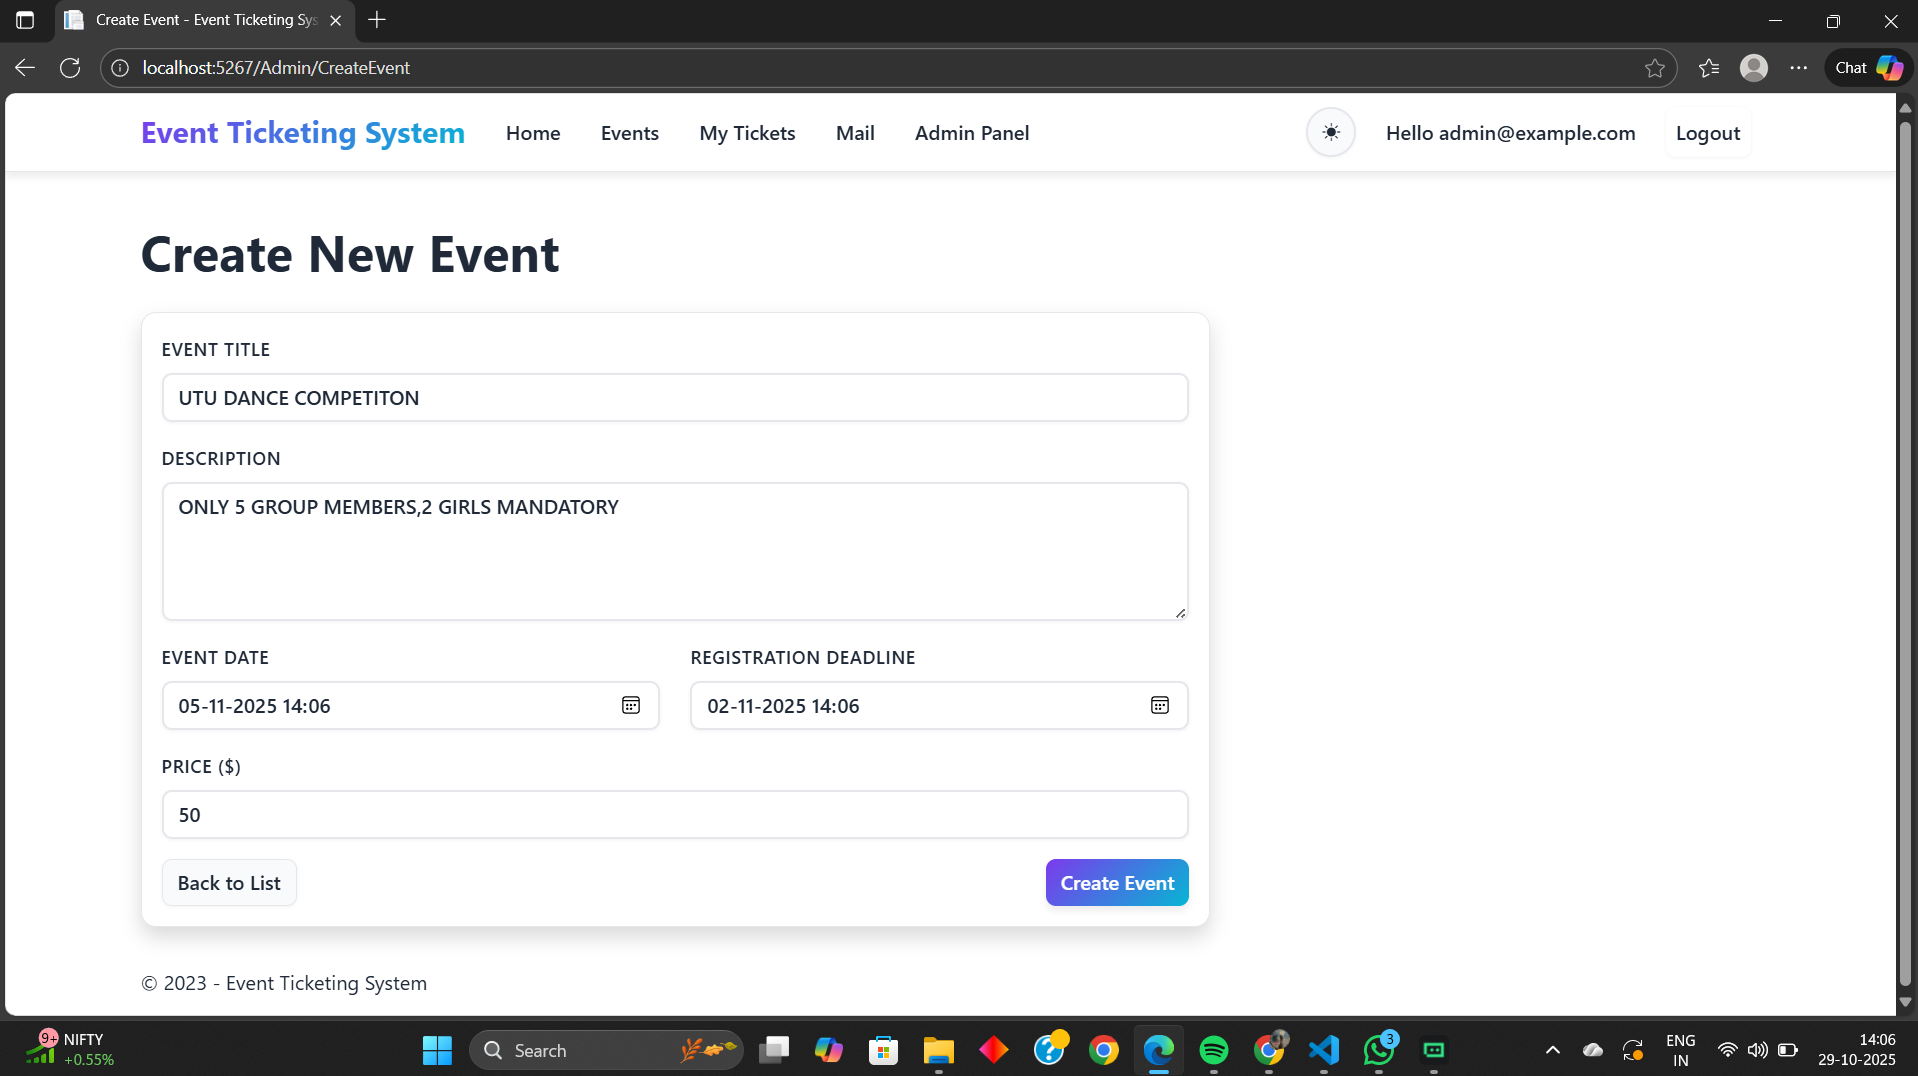 Create Event - Event Ticketing Sys
localhost:5267/Admin/CreateEvent
Chat
Event Ticketing System Home Events My Tickets Mail Admin Panel Hello admin@example.com Logout
Create New Event
EVENT TITLE
UTU DANCE COMPETITON
DESCRIPTION
ONLY 5 GROUP MEMBERS,2 GIRLS MANDATORY
EVENT DATE REGISTRATION DEADLINE
05-11-2025 14:06 02-11-2025 14:06
PRICE ($)
50
Back to List Create Event
© 2023 - Event Ticketing System
9+ NIFTY
+0.55%
Search
3
ENG
IN
14:06
29-10-2025